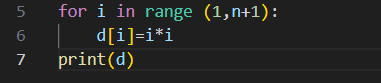 5 for i in range (1,n+1):
6     d[i]=i*i
7 print(d)